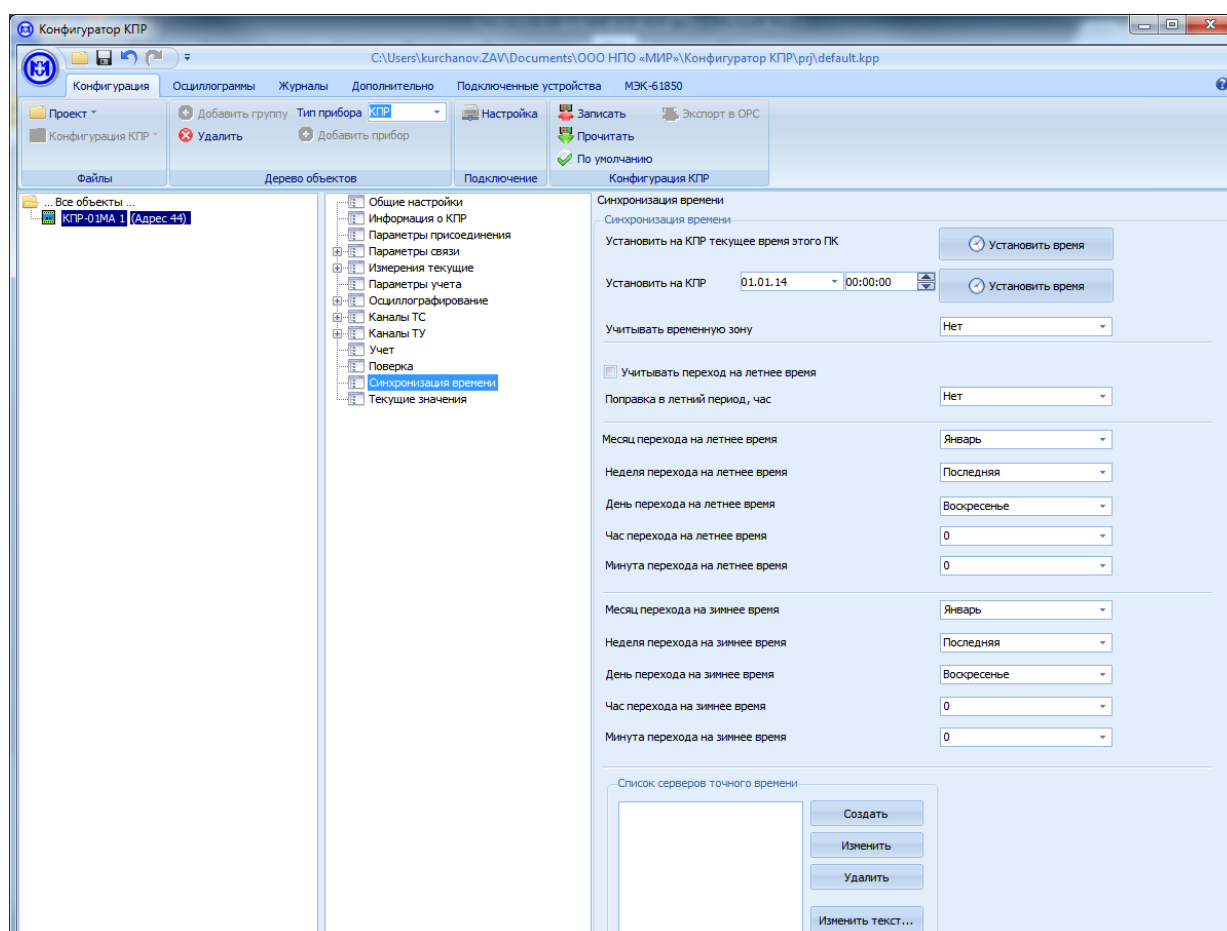 Конфигуратор КПР
C:\Users\kurchanov.ZAV\Documents\ООО НПО «МИР»\Конфигуратор КПР\prj\default.kpp
Конфигурация Осциллограммы Журналы Дополнительно Подключенные устройства МЭК-61850
Проект Добавить группу Тип прибора КПР Настройка Записать Экспорт в OPC
Конфигурация КПР Удалить Добавить прибор Прочитать
По умолчанию
Файлы Дерево объектов Подключение Конфигурация КПР
... Все объекты ...
КПР-01МА 1 (Адрес 44)
Общие настройки
Информация о КПР
Параметры присоединения
Параметры связи
Измерения текущие
Параметры учета
Осциллографирование
Каналы ТС
Каналы ТУ
Учет
Поверка
Синхронизация времени
Текущие значения
Синхронизация времени
Синхронизация времени
Установить на КПР текущее время этого ПК Установить время
Установить на КПР 01.01.14 00:00:00 Установить время
Учитывать временную зону Нет
Учитывать переход на летнее время
Поправка в летний период, час Нет
Месяц перехода на летнее время Январь
Неделя перехода на летнее время Последняя
День перехода на летнее время Воскресенье
Час перехода на летнее время 0
Минута перехода на летнее время 0
Месяц перехода на зимнее время Январь
Неделя перехода на зимнее время Последняя
День перехода на зимнее время Воскресенье
Час перехода на зимнее время 0
Минута перехода на зимнее время 0
Список серверов точного времени
Создать
Изменить
Удалить
Изменить текст...